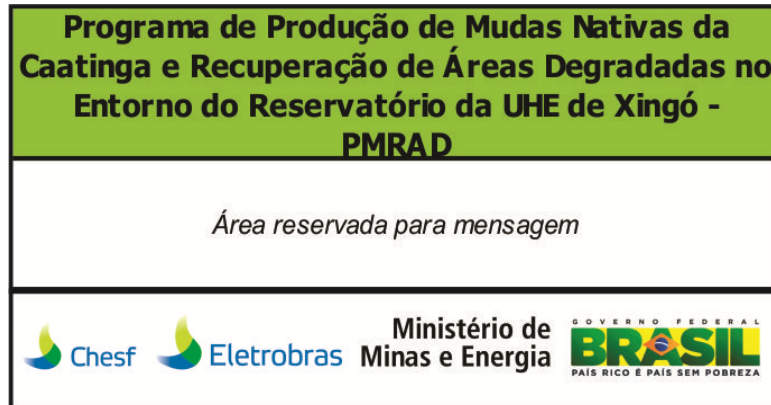 Programa de Produção de Mudas Nativas da
Caatinga e Recuperação de Áreas Degradadas no
Entorno do Reservatório da UHE de Xingó -
PMRAD
Área reservada para mensagem
Chesf
Eletrobras
Ministério de
Minas e Energia
GOVERNO FEDERAL
BRASIL
PAÍS RICO É PAÍS SEM POBREZA